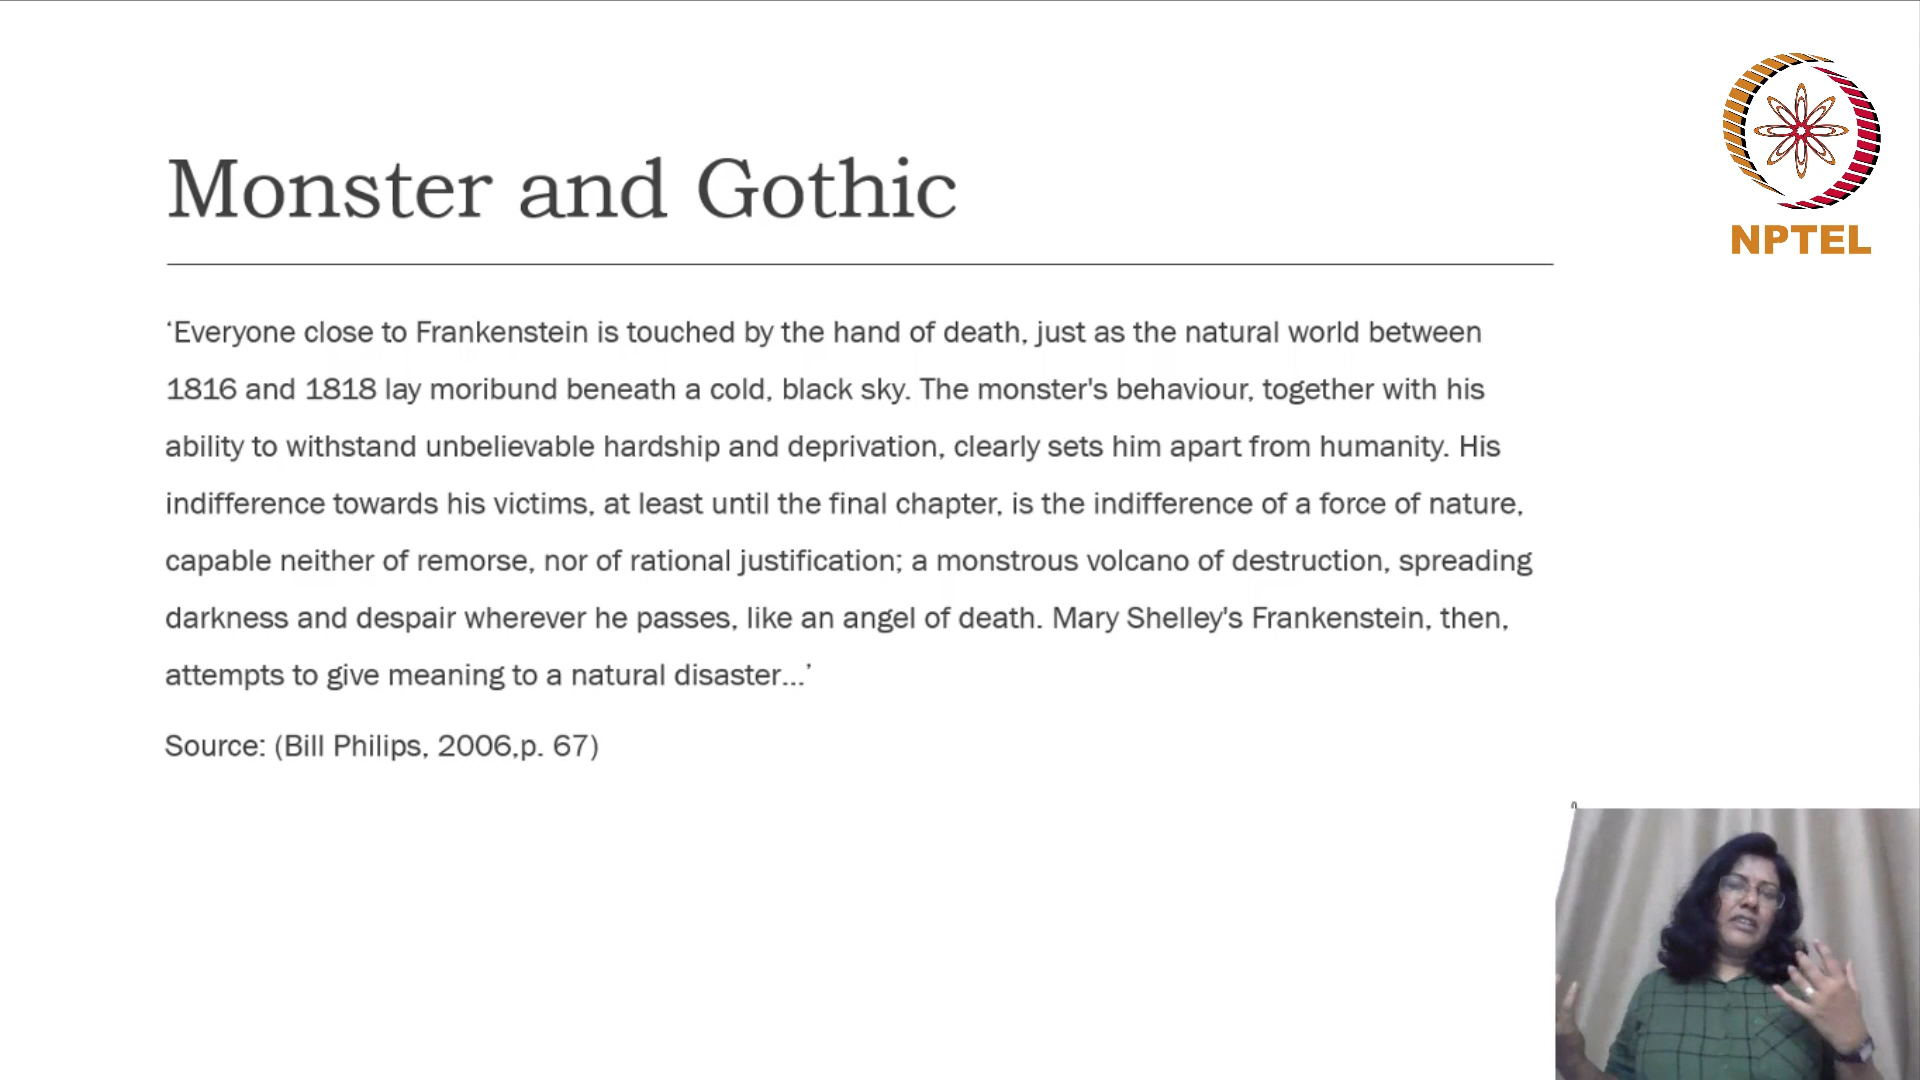 Monster and Gothic
NPTEL
‘Everyone close to Frankenstein is touched by the hand of death, just as the natural world between
1816 and 1818 lay moribund beneath a cold, black sky. The monster's behaviour, together with his
ability to withstand unbelievable hardship and deprivation, clearly sets him apart from humanity. His
indifference towards his victims, at least until the final chapter, is the indifference of a force of nature,
capable neither of remorse, nor of rational justification; a monstrous volcano of destruction, spreading
darkness and despair wherever he passes, like an angel of death. Mary Shelley's Frankenstein, then,
attempts to give meaning to a natural disaster...’
Source: (Bill Philips, 2006,p. 67)